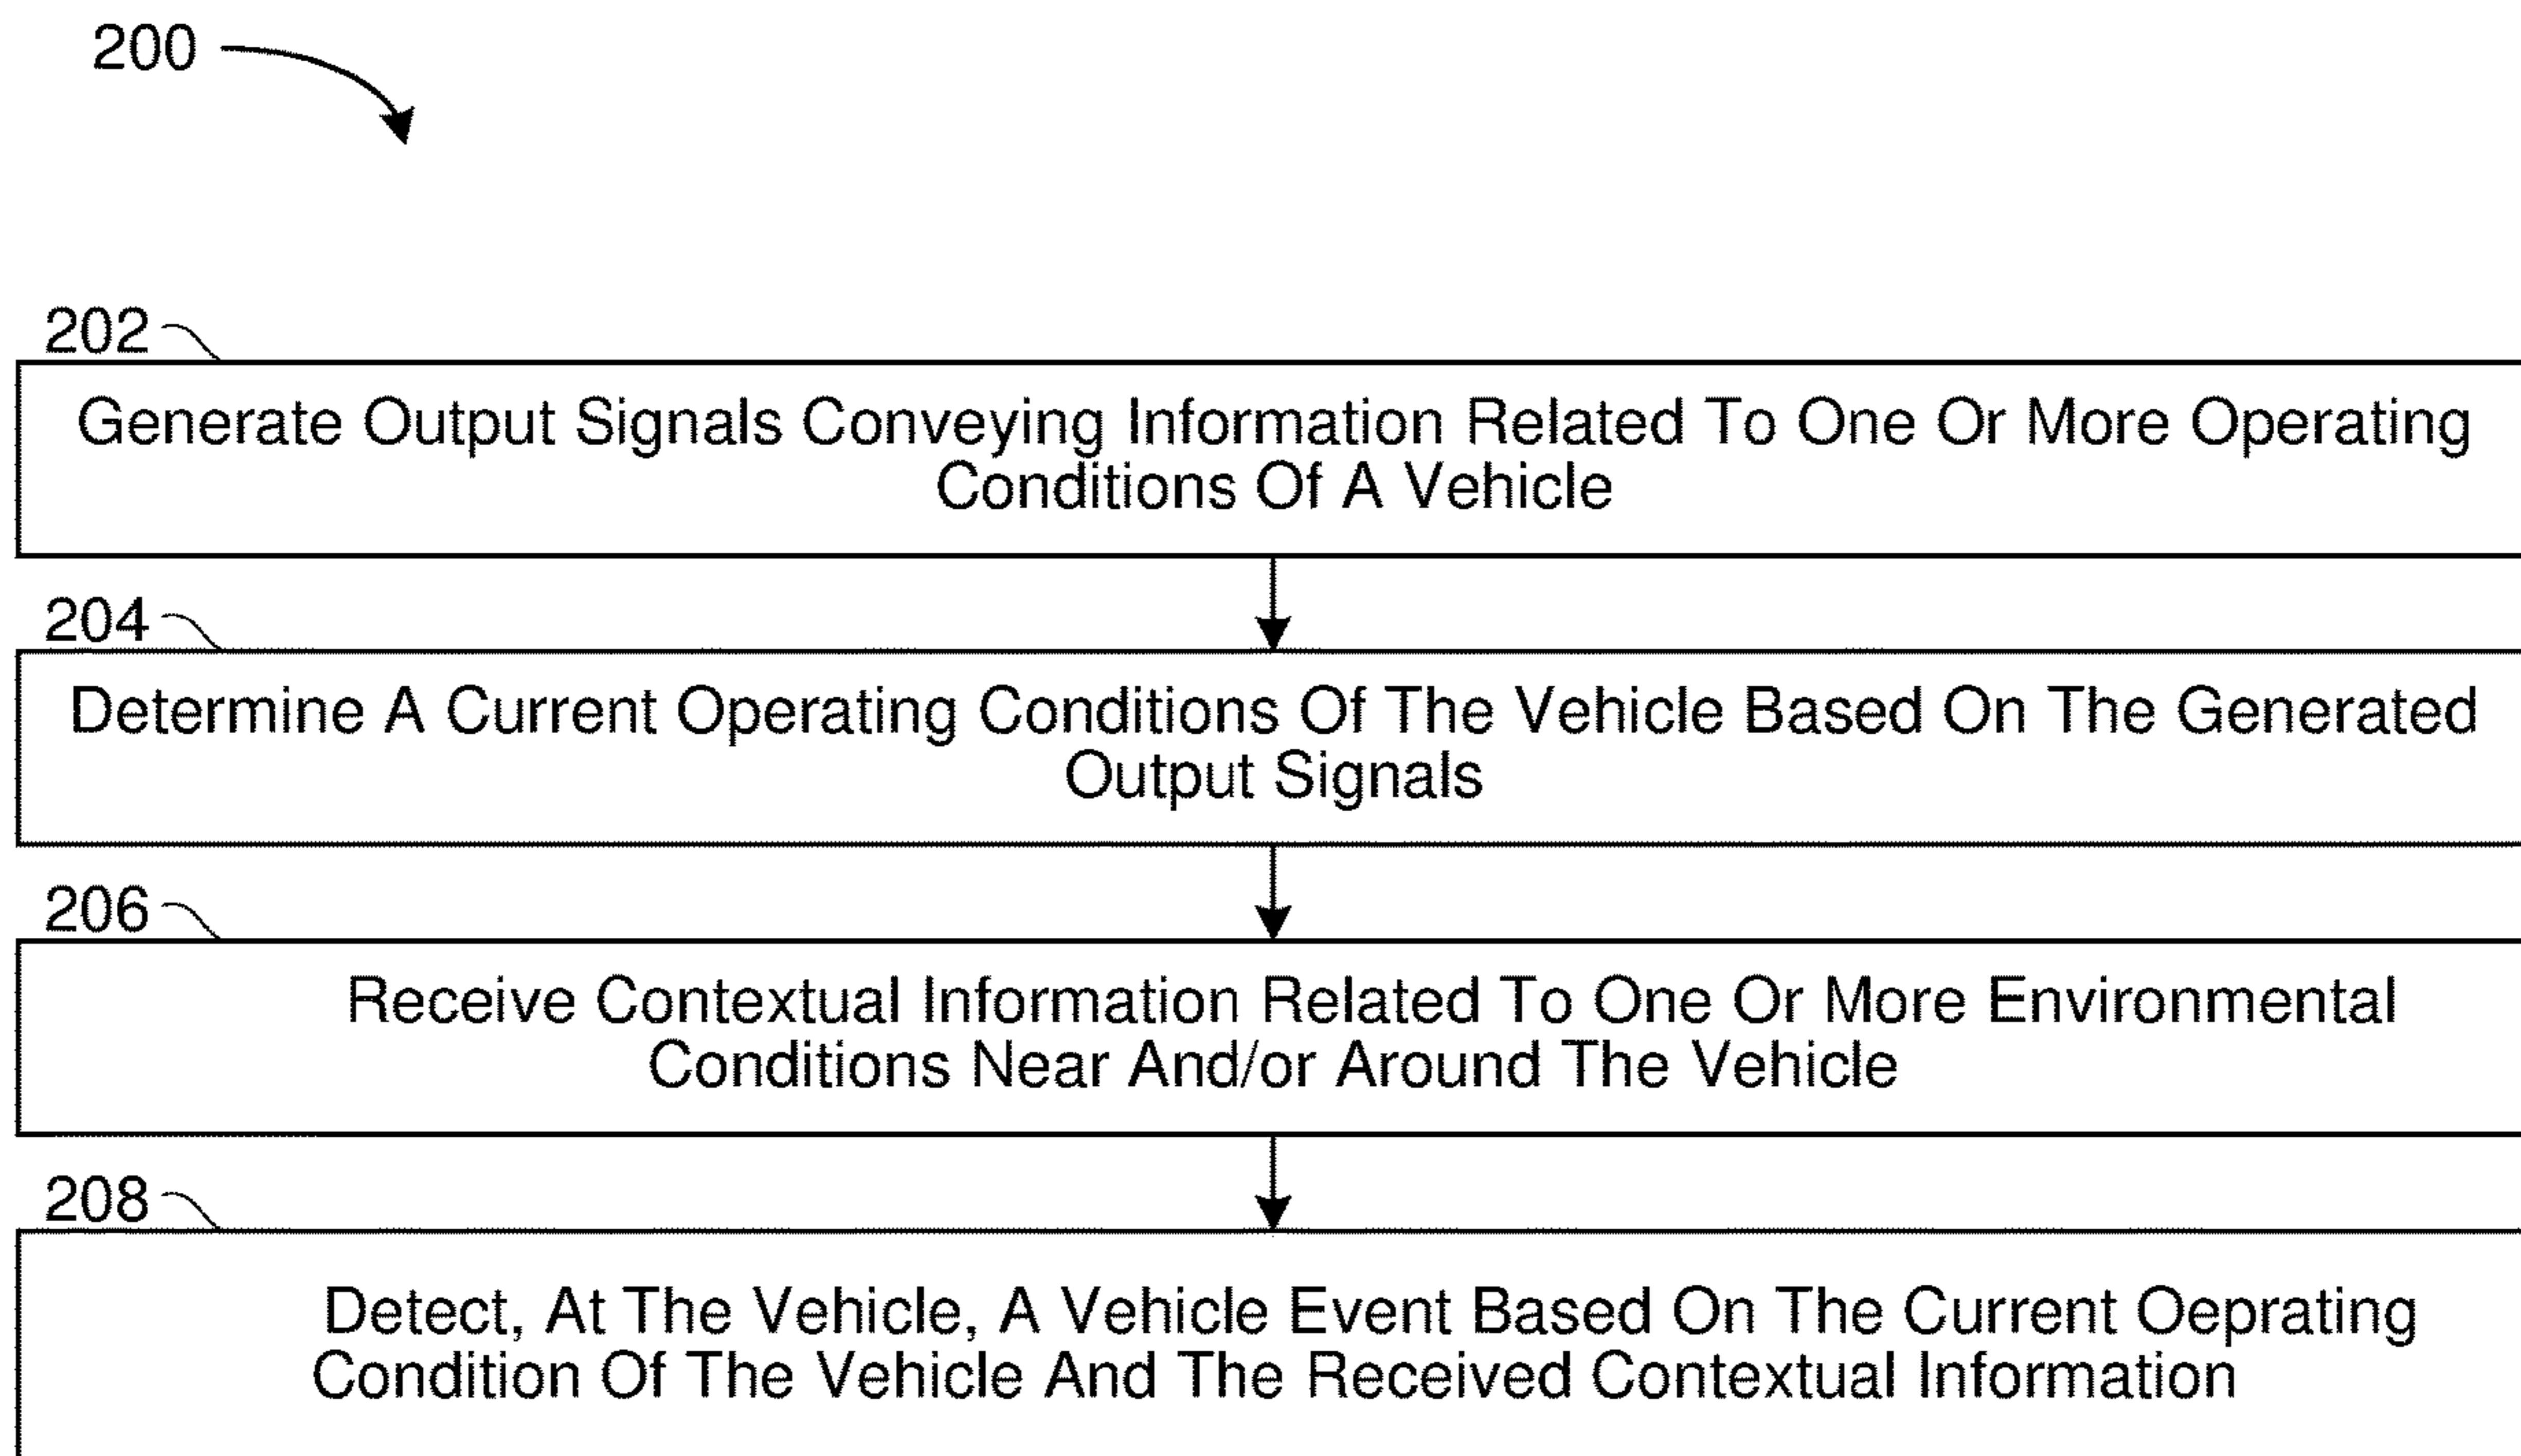 200
202
Generate Output Signals Conveying Information Related To One Or More Operating
Conditions Of A Vehicle
204
Determine A Current Operating Conditions Of The Vehicle Based On The Generated
Output Signals
206
Receive Contextual Information Related To One Or More Environmental
Conditions Near And/or Around The Vehicle
208
Detect, At The Vehicle, A Vehicle Event Based On The Current Oeprating
Condition Of The Vehicle And The Received Contextual Information